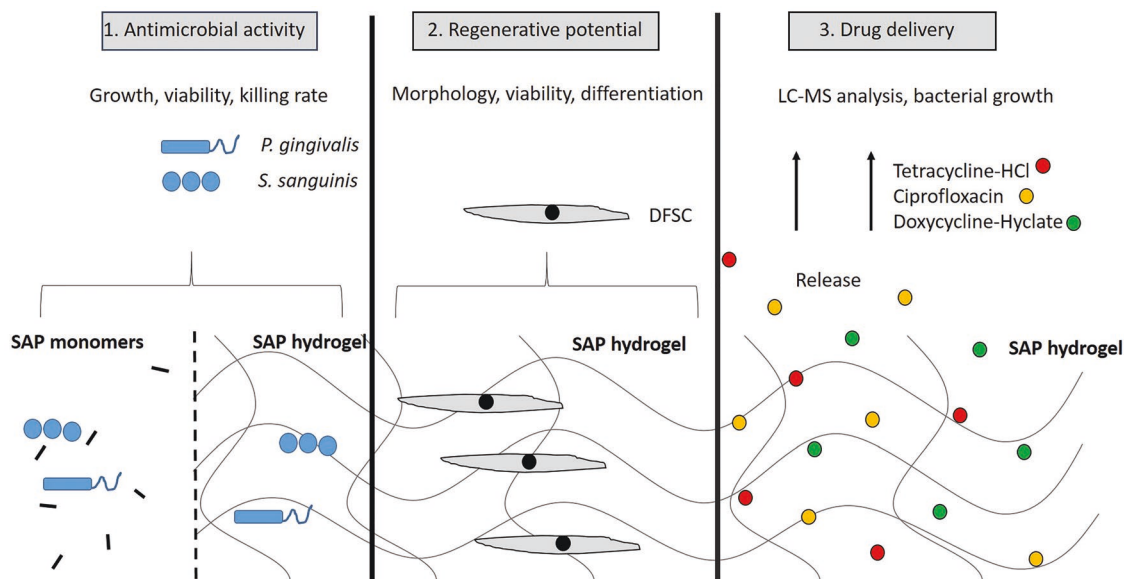 1. Antimicrobial activity
Growth, viability, killing rate
P. gingivalis
S. sanguinis
SAP monomers
SAP hydrogel
2. Regenerative potential
Morphology, viability, differentiation
DFSC
SAP hydrogel
3. Drug delivery
LC-MS analysis, bacterial growth
Tetracycline-HCl
Ciprofloxacin
Doxycycline-Hyclate
Release
SAP hydrogel